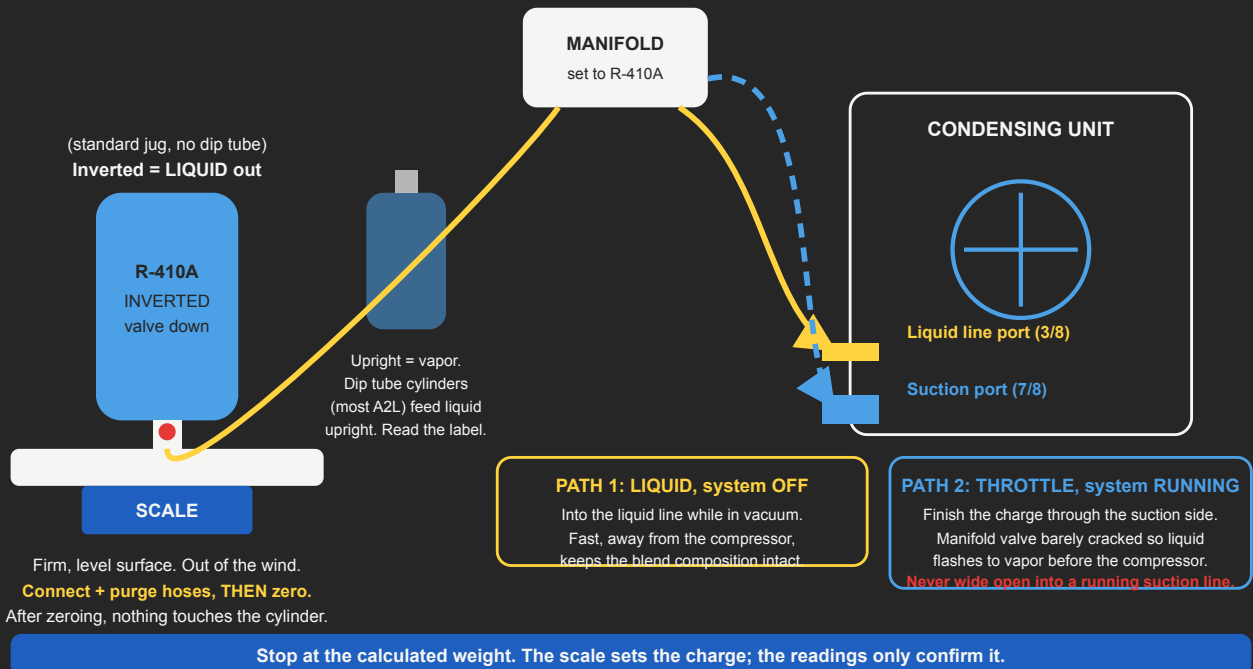 MANIFOLD
set to R-410A
(standard jug, no dip tube)
Inverted = LIQUID out
R-410A
INVERTED
valve down
Upright = vapor.
Dip tube cylinders
(most A2L) feed liquid
upright. Read the label.
CONDENSING UNIT
Liquid line port (3/8)
Suction port (7/8)
SCALE
Firm, level surface. Out of the wind.
Connect + purge hoses, THEN zero.
After zeroing, nothing touches the cylinder.
PATH 1: LIQUID, system OFF
Into the liquid line while in vacuum.
Fast, away from the compressor,
keeps the blend composition intact.
PATH 2: THROTTLE, system RUNNING
Finish the charge through the suction side.
Manifold valve barely cracked so liquid
flashes to vapor before the compressor.
Never wide open into a running suction line.
Stop at the calculated weight. The scale sets the charge; the readings only confirm it.